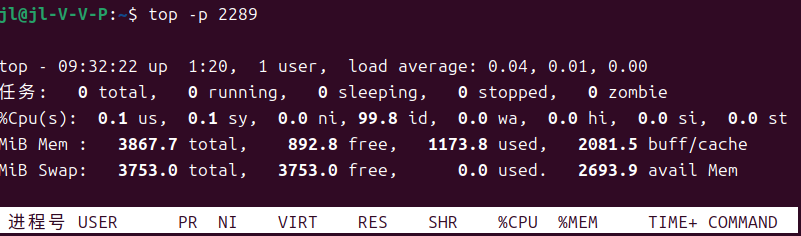 jl@jl-V-V-P:~$ top -p 2289
top - 09:32:22 up  1:20,  1 user,  load average: 0.04, 0.01, 0.00
任务:   0 total,   0 running,   0 sleeping,   0 stopped,   0 zombie
%Cpu(s):  0.1 us,  0.1 sy,  0.0 ni, 99.8 id,  0.0 wa,  0.0 hi,  0.0 si,  0.0 st
MiB Mem :   3867.7 total,    892.8 free,   1173.8 used,   2081.5 buff/cache
MiB Swap:   3753.0 total,   3753.0 free,      0.0 used.   2693.9 avail Mem
进程号 USER      PR  NI    VIRT    RES    SHR    %CPU  %MEM     TIME+ COMMAND